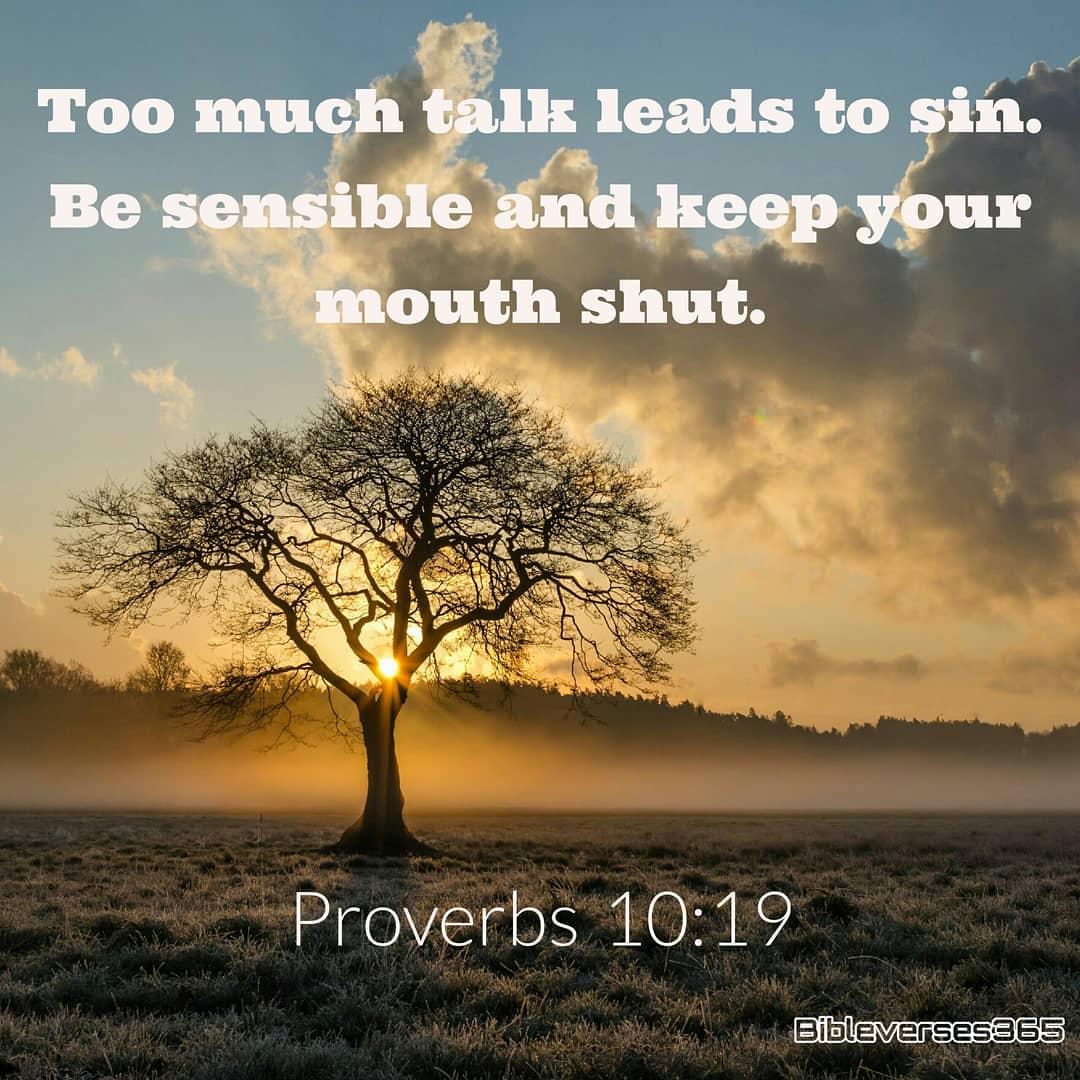 Too much talk leads to sin.
Be sensible and keep your
mouth shut.
Proverbs 10:19
Bibleverses365